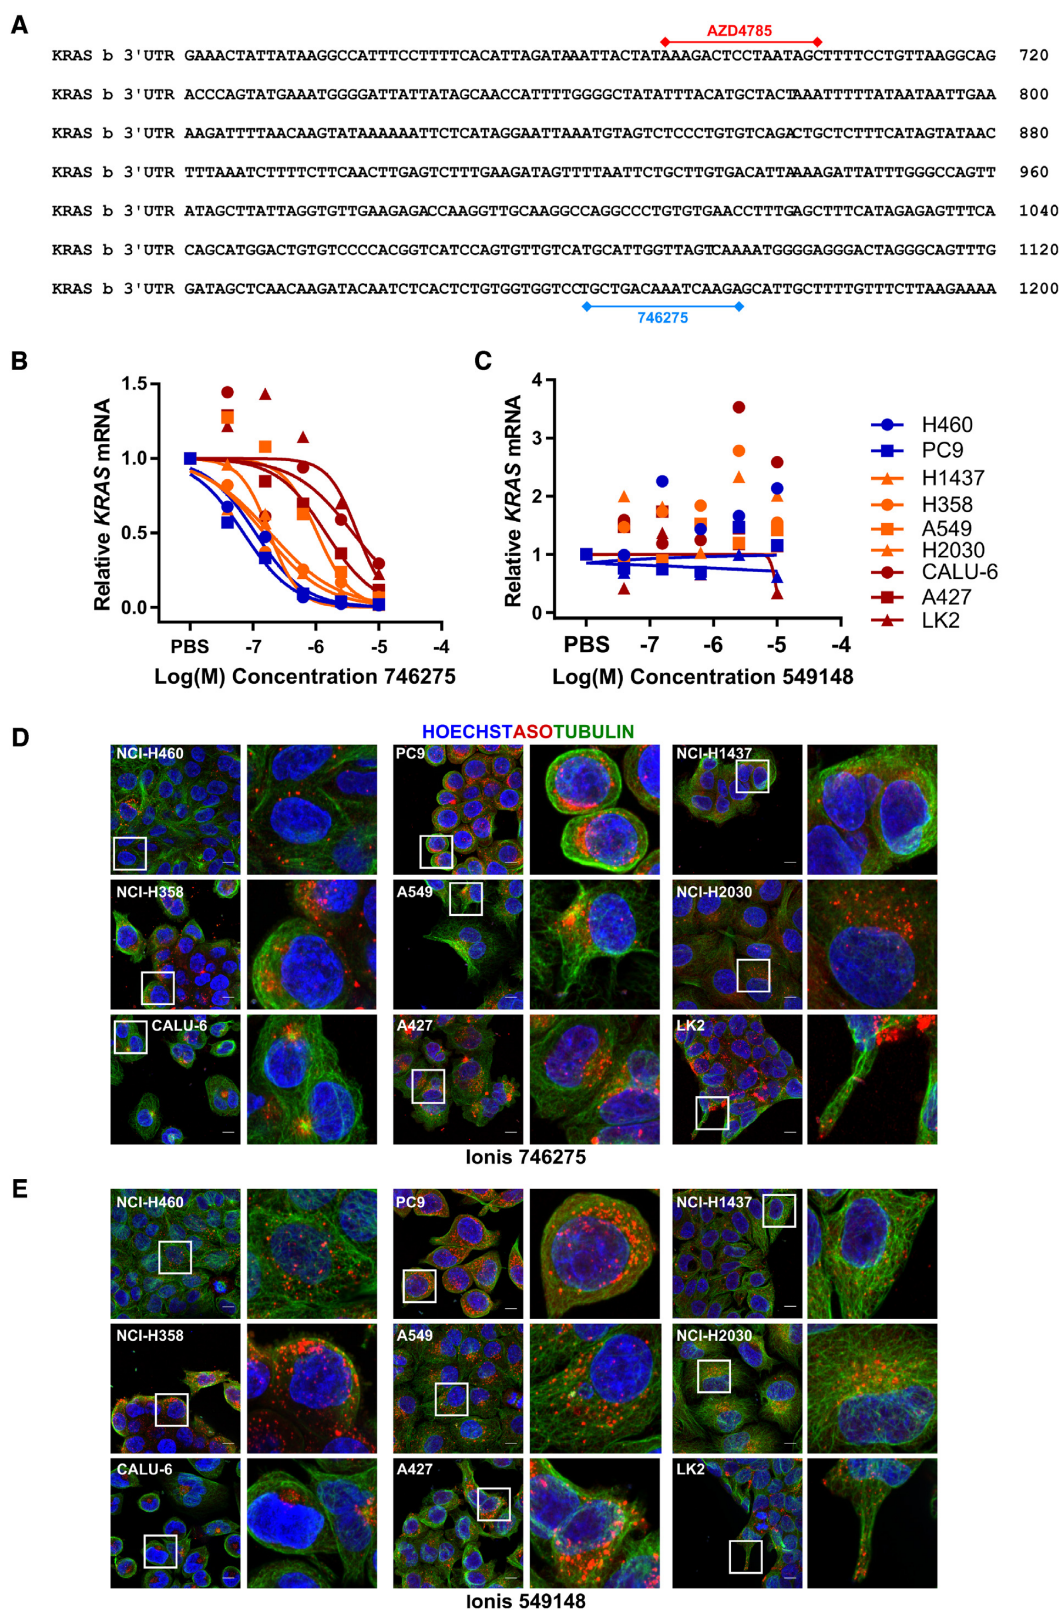 A
AZD4785
KRAS b 3'UTR GAAACTATTATAAGGCCATTTCCTTTTCACATTAGATAAATTACTATAAAGACTCCTAATAGCTTTTCCTGTTAAGGCAG 720
KRAS b 3'UTR ACCCAGTATGAAATGGGGATTATTATAGCAACCATTTTGGGGCTATATTTACATGCTACTAAATTTTTATAATAATTGAA 800
KRAS b 3'UTR AAGATTTTAACAAGTATAAAAAATTCTCATAGGAATTAAATGTAGTCTCCCTGTGTCAGACTGCTCTTTCATAGTATAAC 880
KRAS b 3'UTR TTTAAATCTTTTCTTCAACTTGAGTCTTTGAAGATAGTTTTAATTCTGCTTGTGACATTAAAAGATTATTTGGGCCAGTT 960
KRAS b 3'UTR ATAGCTTATTAGGTGTTGAAGAGACCAAGGTTGCAAGGCCAGGCCCTGTGTGAACCTTTGAGCTTTCATAGAGAGTTTCA 1040
KRAS b 3'UTR CAGCATGGACTGTGTCCCCACGGTCATCCAGTGTTGTCATGCATTGGTTAGTCAAAATGGGGAGGGACTAGGGCAGTTTG 1120
KRAS b 3'UTR GATAGCTCAACAAGATACAATCTCACTCTGTGGTGGTCCTGCTGACAAATCAAGAGCATTGCTTTTGTTTCTTAAGAAAA 1200
746275
B
Relative KRAS mRNA
1.5
1.0
0.5
0.0
PBS -7 -6 -5 -4
Log(M) Concentration 746275
C
Relative KRAS mRNA
4
3
2
1
0
PBS -7 -6 -5 -4
Log(M) Concentration 549148
H460
PC9
H1437
H358
A549
H2030
CALU-6
A427
LK2
D
HOECHSTASOTUBULIN
NCI-H460
PC9
NCI-H1437
NCI-H358
A549
NCI-H2030
CALU-6
A427
LK2
Ionis 746275
E
NCI-H460
PC9
NCI-H1437
NCI-H358
A549
NCI-H2030
CALU-6
A427
LK2
Ionis 549148